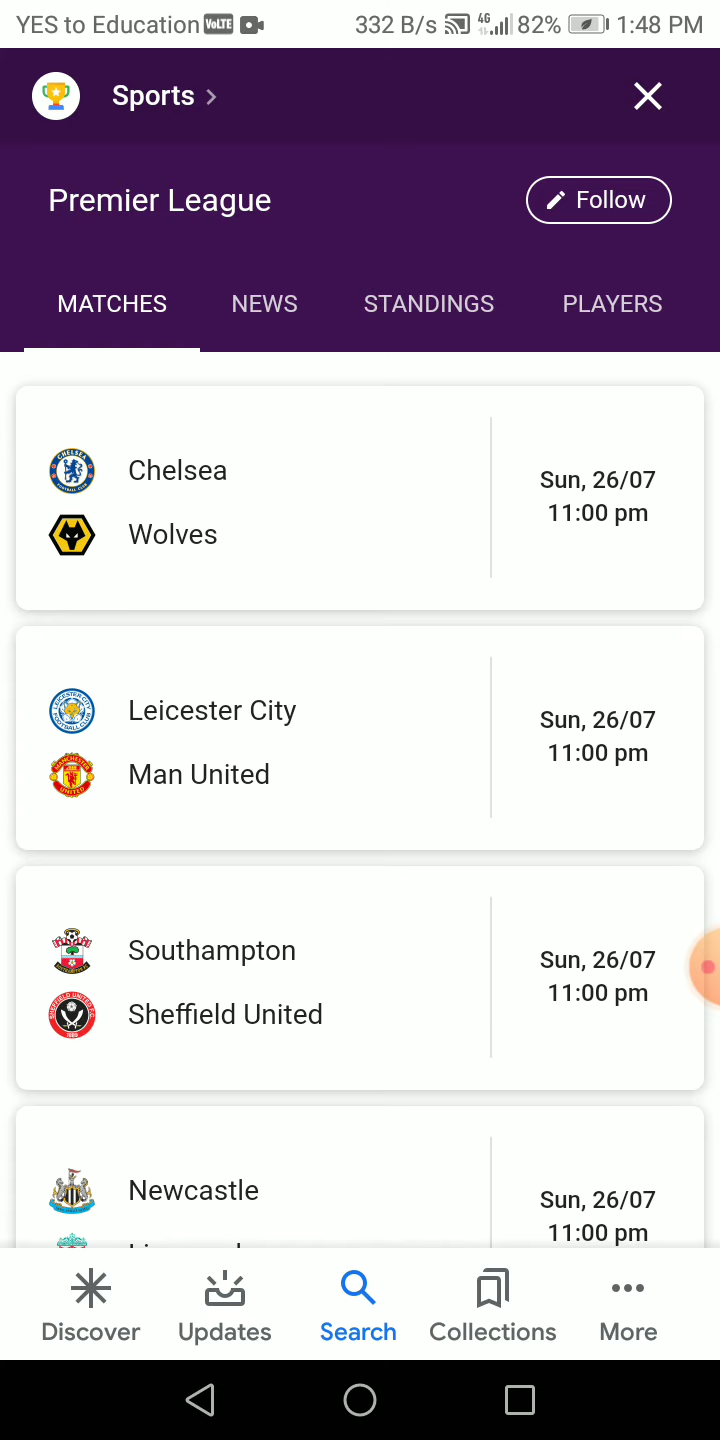 YES to Education VoLTE 332 B/s 4G 82% 1:48 PM
Sports
Premier League
Follow
MATCHES NEWS STANDINGS PLAYERS
Chelsea
Wolves
Sun, 26/07
11:00 pm
Leicester City
Man United
Sun, 26/07
11:00 pm
Southampton
Sheffield United
Sun, 26/07
11:00 pm
Newcastle
Sun, 26/07
11:00 pm
Discover Updates Search Collections More